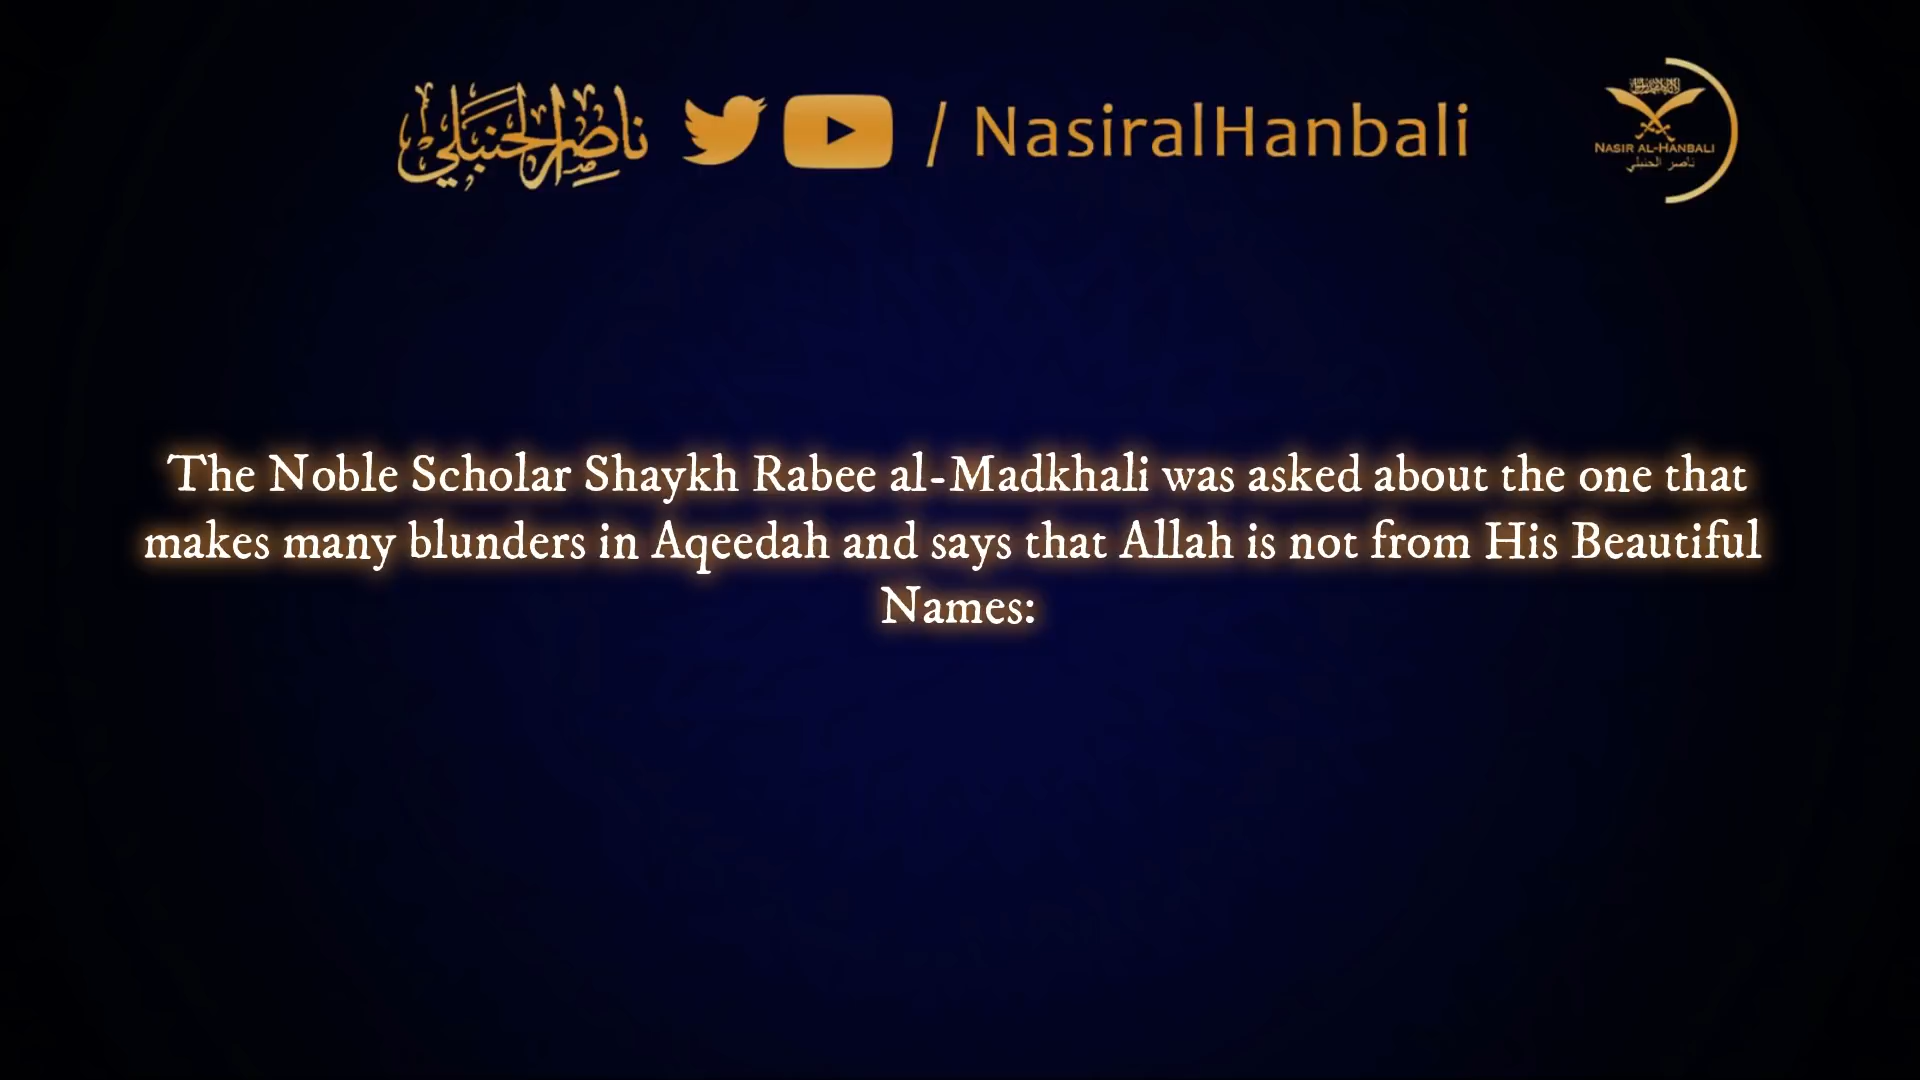 ناصر الحنبلي / NasiralHanbali
NASIR AL-HANBALI
ناصر الحنبلي
The Noble Scholar Shaykh Rabee al-Madkhali was asked about the one that
makes many blunders in Aqeedah and says that Allah is not from His Beautiful
Names: